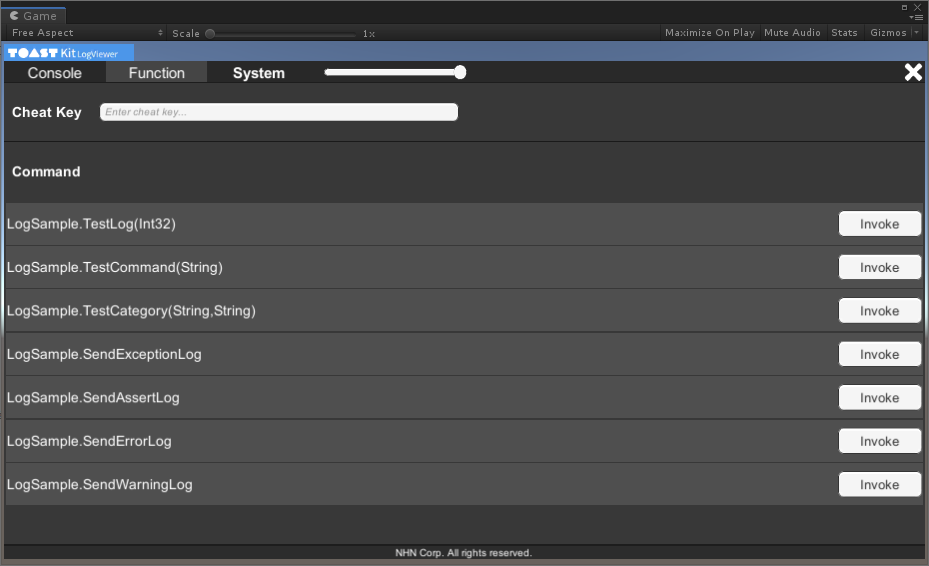 Game
Free Aspect Scale 1x Maximize On Play Mute Audio Stats Gizmos
TOAST Kit LogViewer
Console Function System
Cheat Key Enter cheat key...
Command
LogSample.TestLog(Int32) Invoke
LogSample.TestCommand(String) Invoke
LogSample.TestCategory(String,String) Invoke
LogSample.SendExceptionLog Invoke
LogSample.SendAssertLog Invoke
LogSample.SendErrorLog Invoke
LogSample.SendWarningLog Invoke
NHN Corp. All rights reserved.